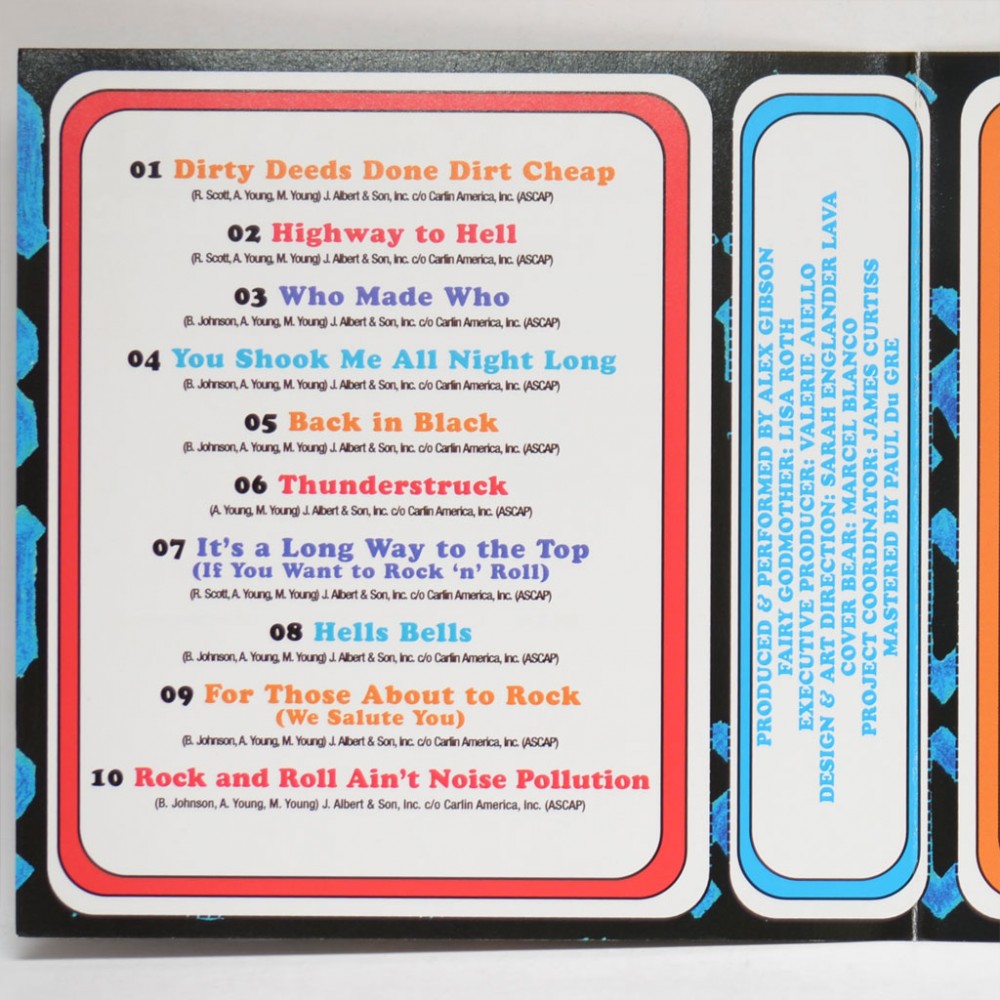 01 Dirty Deeds Done Dirt Cheap
(R. Scott, A. Young, M. Young) J. Albert & Son, Inc. c/o Carlin America, Inc. (ASCAP)
02 Highway to Hell
(R. Scott, A. Young, M. Young) J. Albert & Son, Inc. c/o Carlin America, Inc. (ASCAP)
03 Who Made Who
(B. Johnson, A. Young, M. Young) J. Albert & Son, Inc. c/o Carlin America, Inc. (ASCAP)
04 You Shook Me All Night Long
(B. Johnson, A. Young, M. Young) J. Albert & Son, Inc. c/o Carlin America, Inc. (ASCAP)
05 Back in Black
(B. Johnson, A. Young, M. Young) J. Albert & Son, Inc. c/o Carlin America, Inc. (ASCAP)
06 Thunderstruck
(A. Young, M. Young) J. Albert & Son, Inc. c/o Carlin America, Inc. (ASCAP)
07 It's a Long Way to the Top
(If You Want to Rock 'n' Roll)
(R. Scott, A. Young, M. Young) J. Albert & Son, Inc. c/o Carlin America, Inc. (ASCAP)
08 Hells Bells
(B. Johnson, A. Young, M. Young) J. Albert & Son, Inc. c/o Carlin America, Inc. (ASCAP)
09 For Those About to Rock
(We Salute You)
(B. Johnson, A. Young, M. Young) J. Albert & Son, Inc. c/o Carlin America, Inc. (ASCAP)
10 Rock and Roll Ain't Noise Pollution
(B. Johnson, A. Young, M. Young) J. Albert & Son, Inc. c/o Carlin America, Inc. (ASCAP)
PRODUCED & PERFORMED BY ALEX GIBSON
FAIRY GODMOTHER: LISA ROTH
EXECUTIVE PRODUCER: VALERIE AIELLO
DESIGN & ART DIRECTION: SARAH ENGLANDER LAVA
COVER BEAR: MARCEL BLANCO
PROJECT COORDINATOR: JAMES CURTISS
MASTERED BY PAUL Du GRE